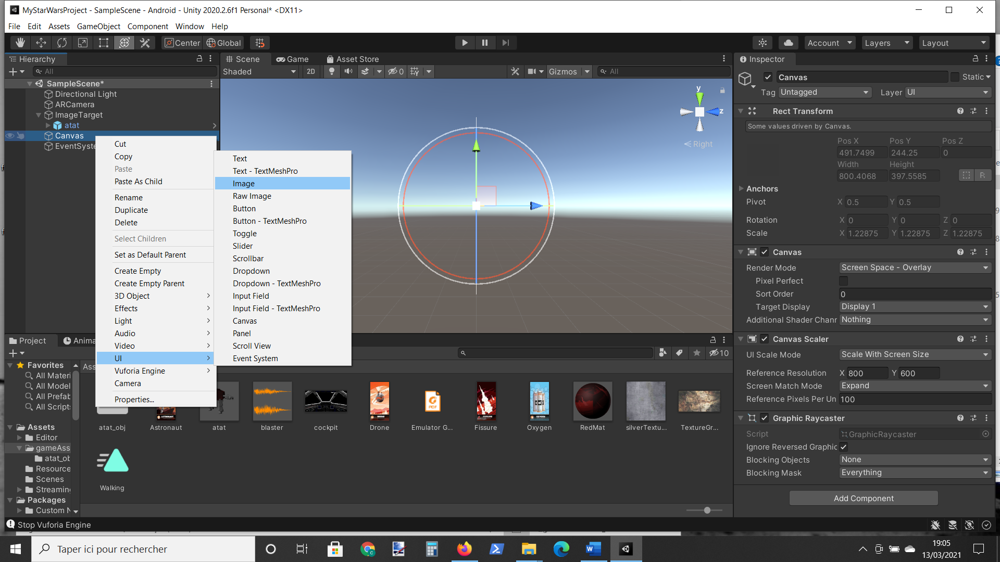 MyStarWarsProject - SampleScene - Android - Unity 2020.2.6f1 Personal* <DX11>
File Edit Assets GameObject Component Window Help
Center Global Account Layers Layout
Hierarchy
All
SampleScene*
Directional Light
ARCamera
ImageTarget
atat
Canvas
EventSyste
Cut
Copy
Paste
Paste As Child
Rename
Duplicate
Delete
Select Children
Set as Default Parent
Create Empty
Create Empty Parent
3D Object
Effects
Light
Audio
Video
UI
Vuforia Engine
Camera
Properties...
Text
Text - TextMeshPro
Image
Raw Image
Button
Button - TextMeshPro
Toggle
Slider
Scrollbar
Dropdown
Dropdown - TextMeshPro
Input Field
Input Field - TextMeshPro
Canvas
Panel
Scroll View
Event System
Scene Game Asset Store
Shaded 2D 0 Gizmos All
y
z
Right
Inspector
Canvas Static
Tag Untagged Layer UI
Rect Transform
Some values driven by Canvas.
Pos X Pos Y Pos Z
491.7499 244.25 0
Width Height
800.4068 397.5585 R
Anchors
Pivot X 0.5 Y 0.5
Rotation X 0 Y 0 Z 0
Scale X 1.22875 Y 1.22875 Z 1.22875
Canvas
Render Mode Screen Space - Overlay
Pixel Perfect
Sort Order 0
Target Display Display 1
Additional Shader Chanr Nothing
Canvas Scaler
UI Scale Mode Scale With Screen Size
Reference Resolution X 800 Y 600
Screen Match Mode Expand
Reference Pixels Per Un 100
Graphic Raycaster
Script GraphicRaycaster
Ignore Reversed Graphic
Blocking Objects None
Blocking Mask Everything
Add Component
Project Anima
10
Favorites
All Materi
All Model
All Prefab
All Scripts
Assets
Editor
gameAss
atat_ob
Resource
Scenes
Streaming
Packages
Custom N
Ass
atat_obj Astronaut atat blaster cockpit Drone Emulator G... Fissure Oxygen RedMat silverTextu... TextureGr...
Walking
Stop Vuforia Engine
Taper ici pour rechercher
19:05
13/03/2021